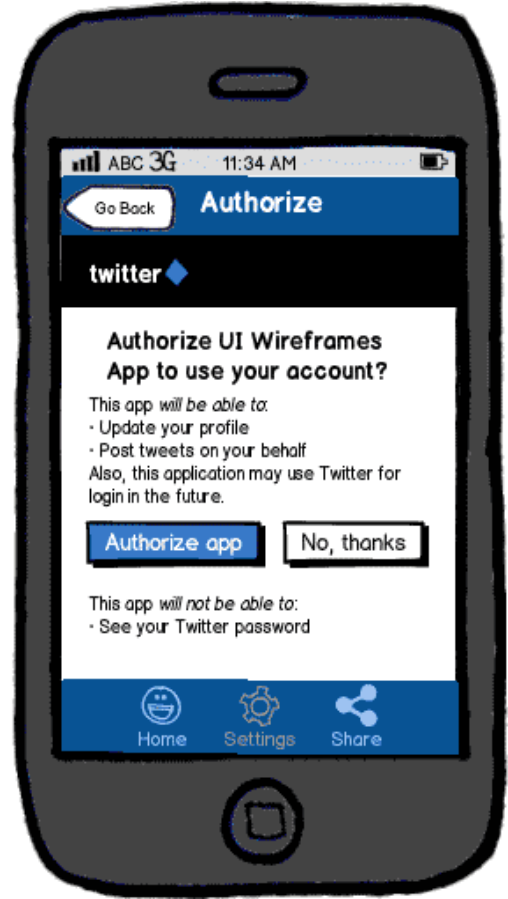 ABC 3G 11:34 AM
Go Back Authorize
twitter
Authorize UI Wireframes
App to use your account?
This app will be able to:
· Update your profile
· Post tweets on your behalf
Also, this application may use Twitter for
login in the future.
Authorize app No, thanks
This app will not be able to:
· See your Twitter password
Home Settings Share